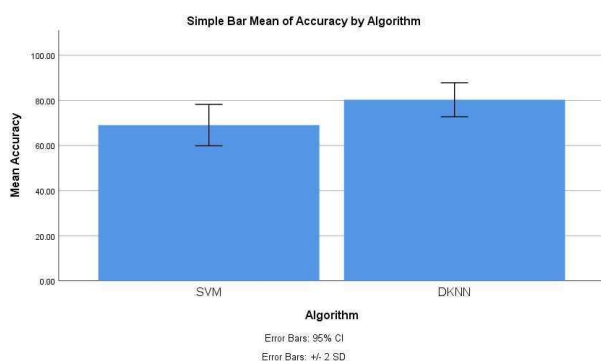 Simple Bar Mean of Accuracy by Algorithm
100.00
80.00
60.00
40.00
20.00
0.00
Mean Accuracy
SVM
DKNN
Algorithm
Error Bars: 95% CI
Error Bars: +/- 2 SD